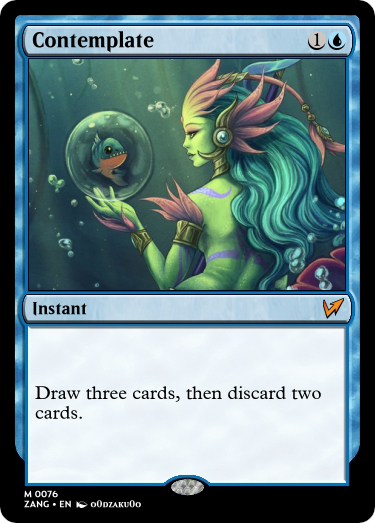 Contemplate 1
Instant
Draw three cards, then discard two
cards.
M 0076
ZANG • EN o0Dzaku0o